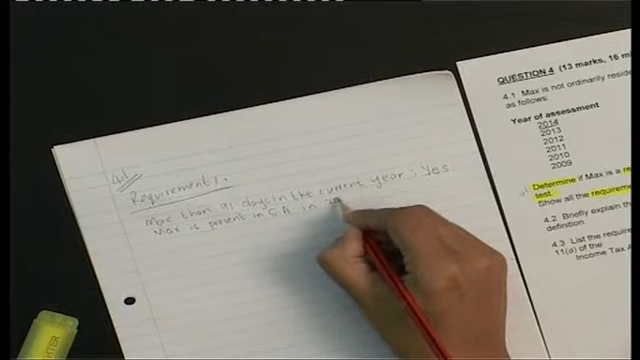 4.1
Requirements:
More than 91 days in the current year: Yes
Max is present in S.A. in
QUESTION 4 (13 marks, 16 m
4.1 Max is not ordinarily reside
as follows:
Year of assessment
2014
2013
2012
2011
2010
2009
Determine if Max is a re
test.
Show all the requirem
4.2 Briefly explain th
definition.
4.3 List the require
11(a) of the
Income Tax A